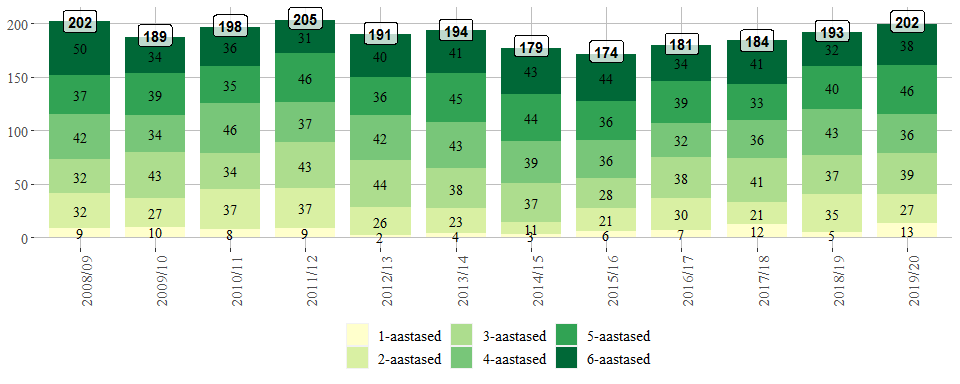 202 189 198 205 191 194 179 174 181 184 193 202
200
50 34 36 31 40 41 43 44 34 41 32 38
150
37 39 35 46 36 45 44 36 39 33 40 46
100
42 34 46 37 42 43 39 36 32 36 43 36
50
32 43 34 43 44 38 37 28 38 41 37 39
32 27 37 37 26 23 11 21 30 21 35 27
0
9 10 8 9 2 4 3 6 7 12 5 13
2008/09 2009/10 2010/11 2011/12 2012/13 2013/14 2014/15 2015/16 2016/17 2017/18 2018/19 2019/20
1-aastased 3-aastased 5-aastased
2-aastased 4-aastased 6-aastased